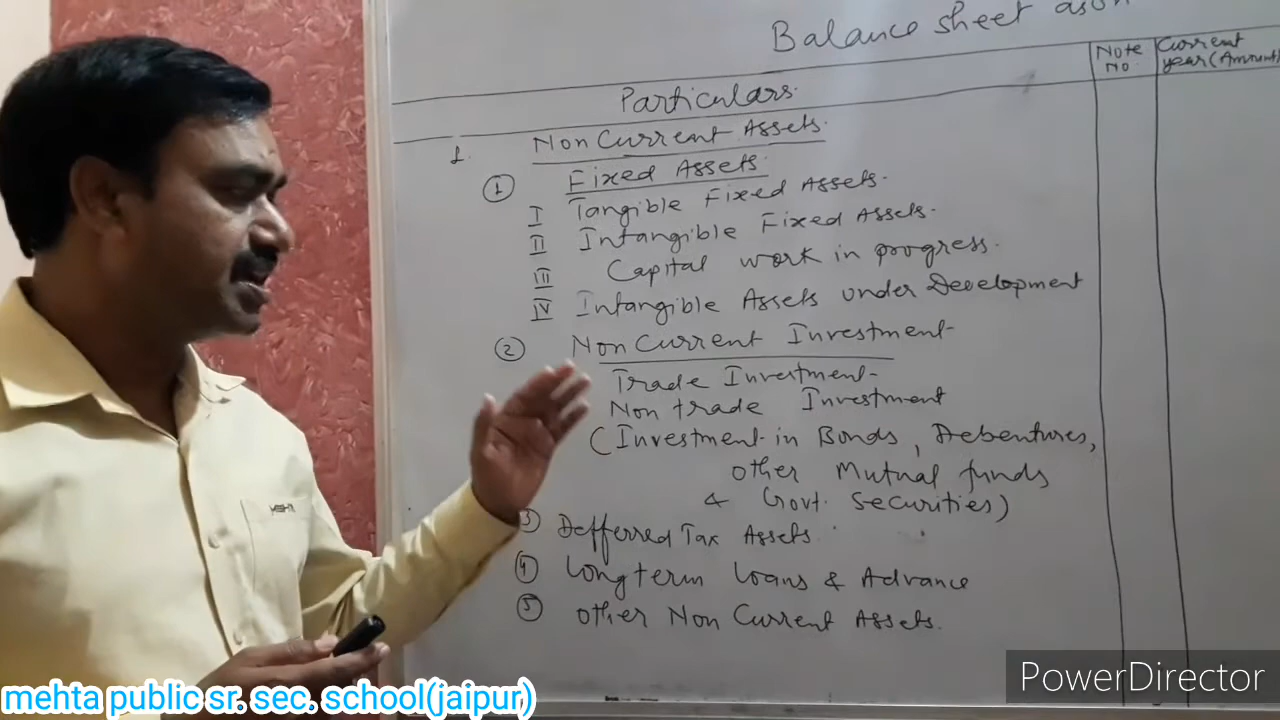 Balance sheet as on
Particulars.
Note No.
Current year (Amount)
1. Non Current Assets.
① Fixed Assets.
I Tangible Fixed Assets.
II Intangible Fixed Assets.
III Capital work in progress.
IV Intangible Assets under Development
② Non Current Investment
Trade Investment
Non trade Investment
(Investment in Bonds, Debentures,
other Mutual funds
& Govt. Securities)
③ Defferred Tax Assets.
④ Longterm Loans & Advance
⑤ Other Non Current Assets.
mehta public sr. sec. school(jaipur)
PowerDirector